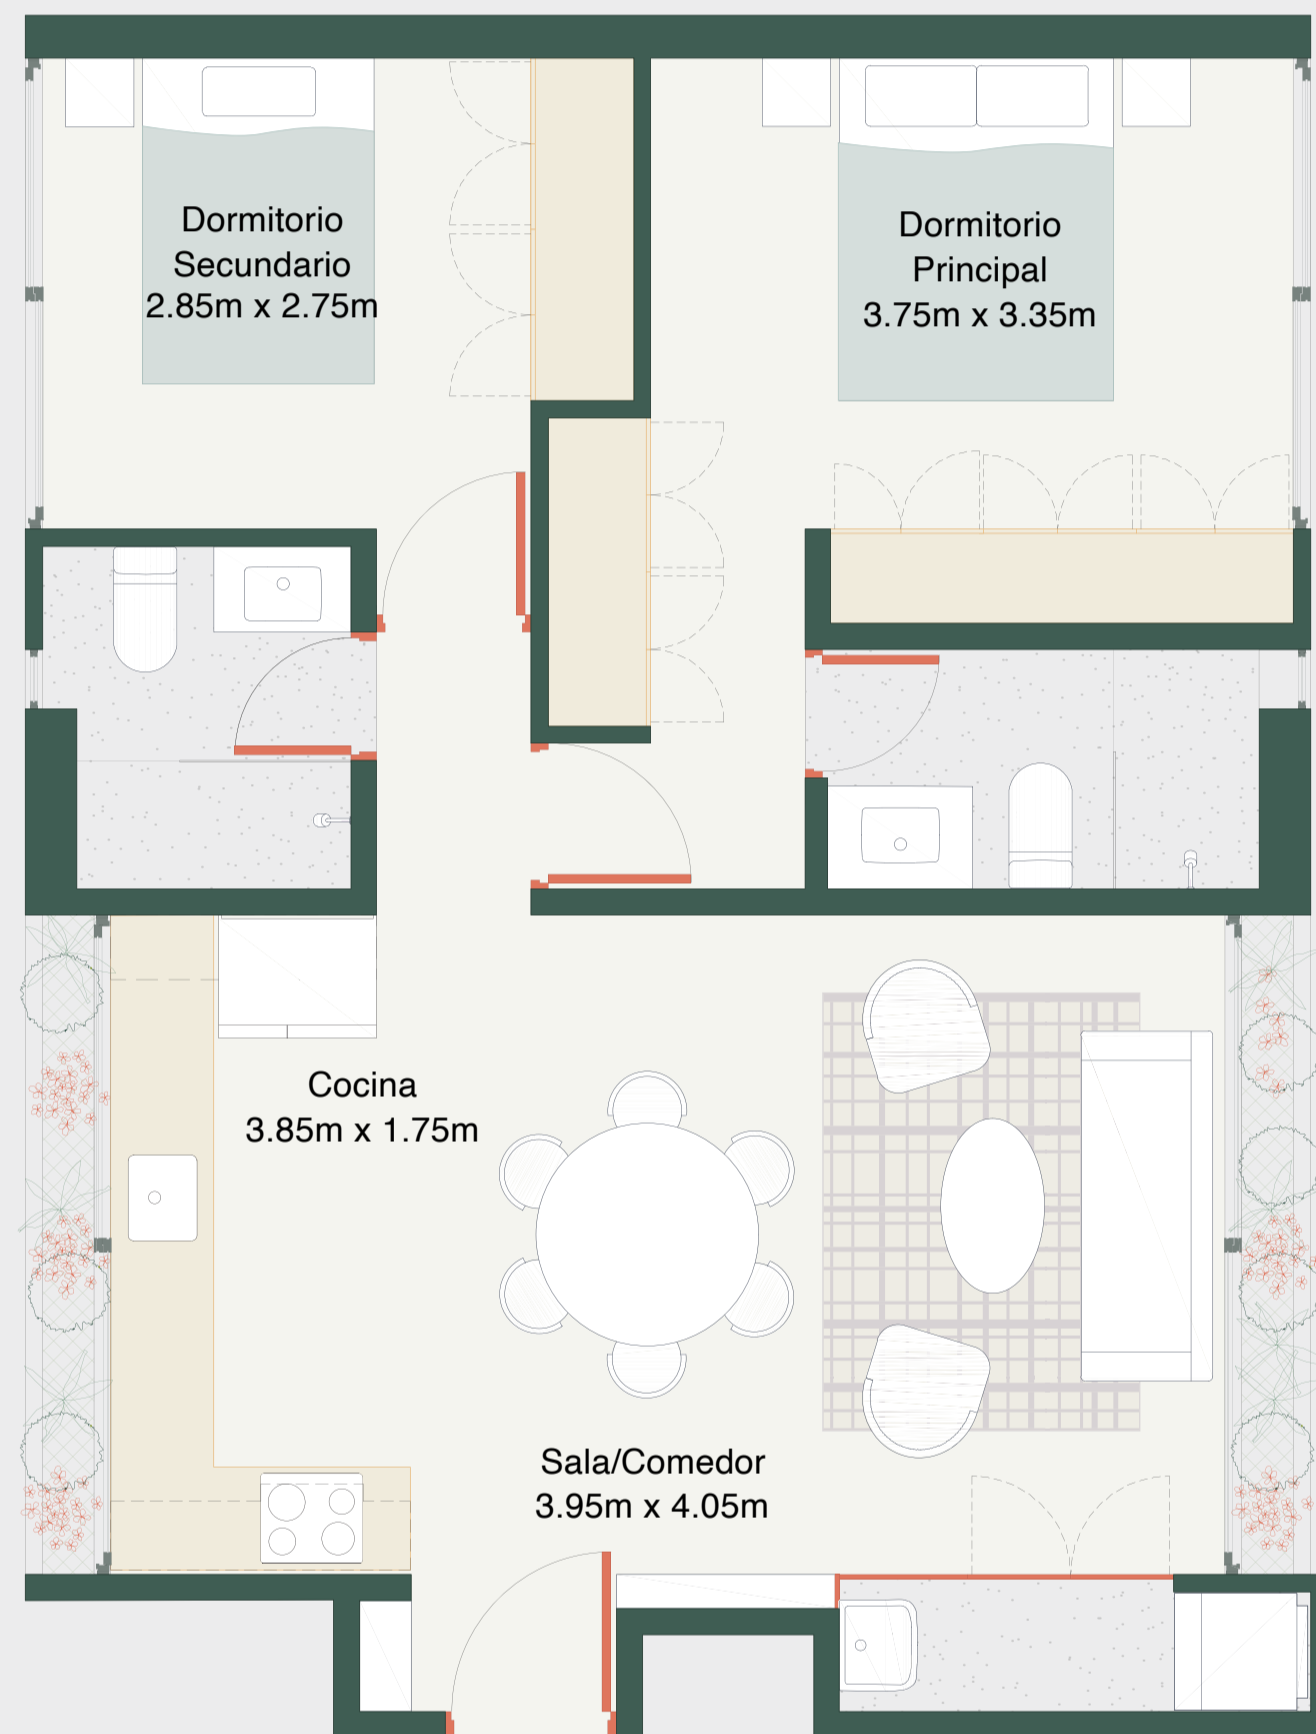 Dormitorio
Secundario
2.85m x 2.75m
Dormitorio
Principal
3.75m x 3.35m
Cocina
3.85m x 1.75m
Sala/Comedor
3.95m x 4.05m